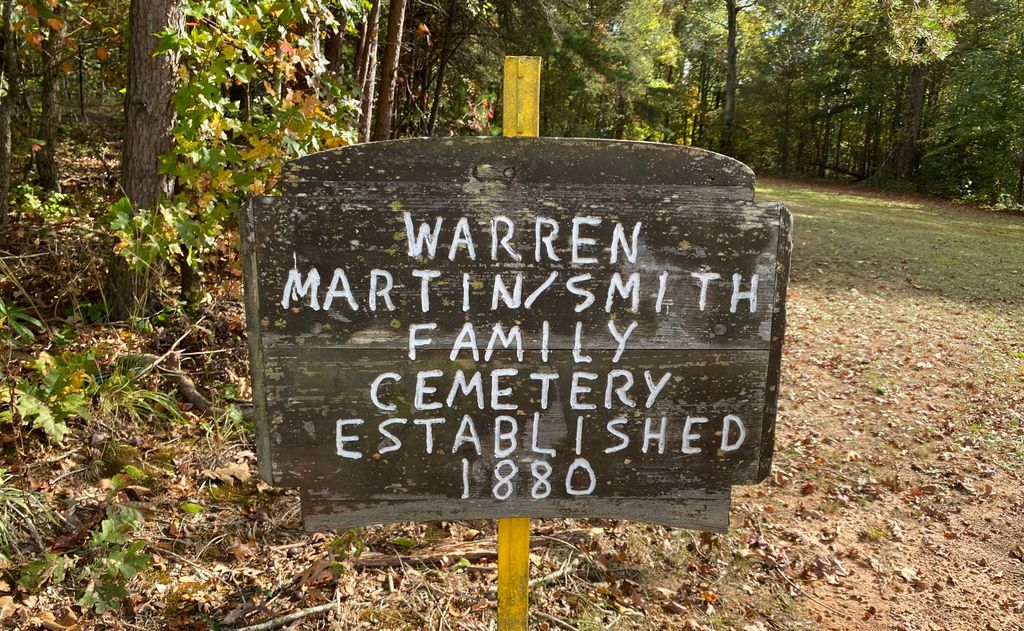 WARREN
MARTIN/SMITH
FAMILY
CEMETERY
ESTABLISHED
1880